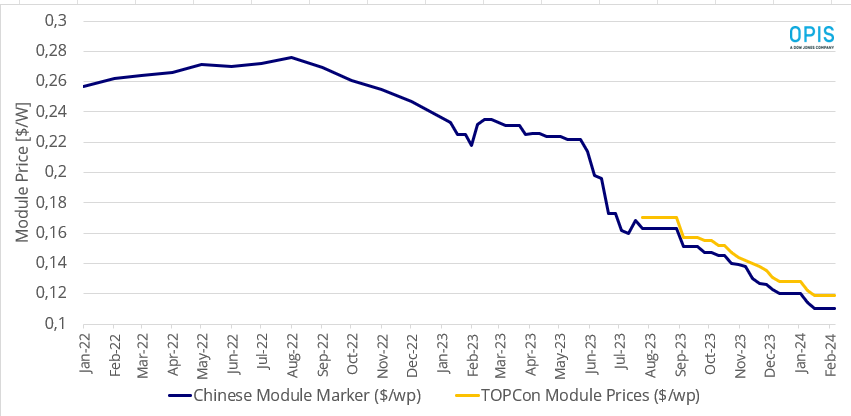 0,3
OPIS
A DOW JONES COMPANY
0,28
0,26
0,24
0,22
0,2
0,18
0,16
0,14
0,12
0,1
Module Price [$/W]
Jan-22
Feb-22
Mar-22
Apr-22
May-22
Jun-22
Jul-22
Aug-22
Sep-22
Oct-22
Nov-22
Dec-22
Jan-23
Feb-23
Mar-23
Apr-23
May-23
Jun-23
Jul-23
Aug-23
Sep-23
Oct-23
Nov-23
Dec-23
Jan-24
Feb-24
Chinese Module Marker ($/wp)
TOPCon Module Prices ($/wp)